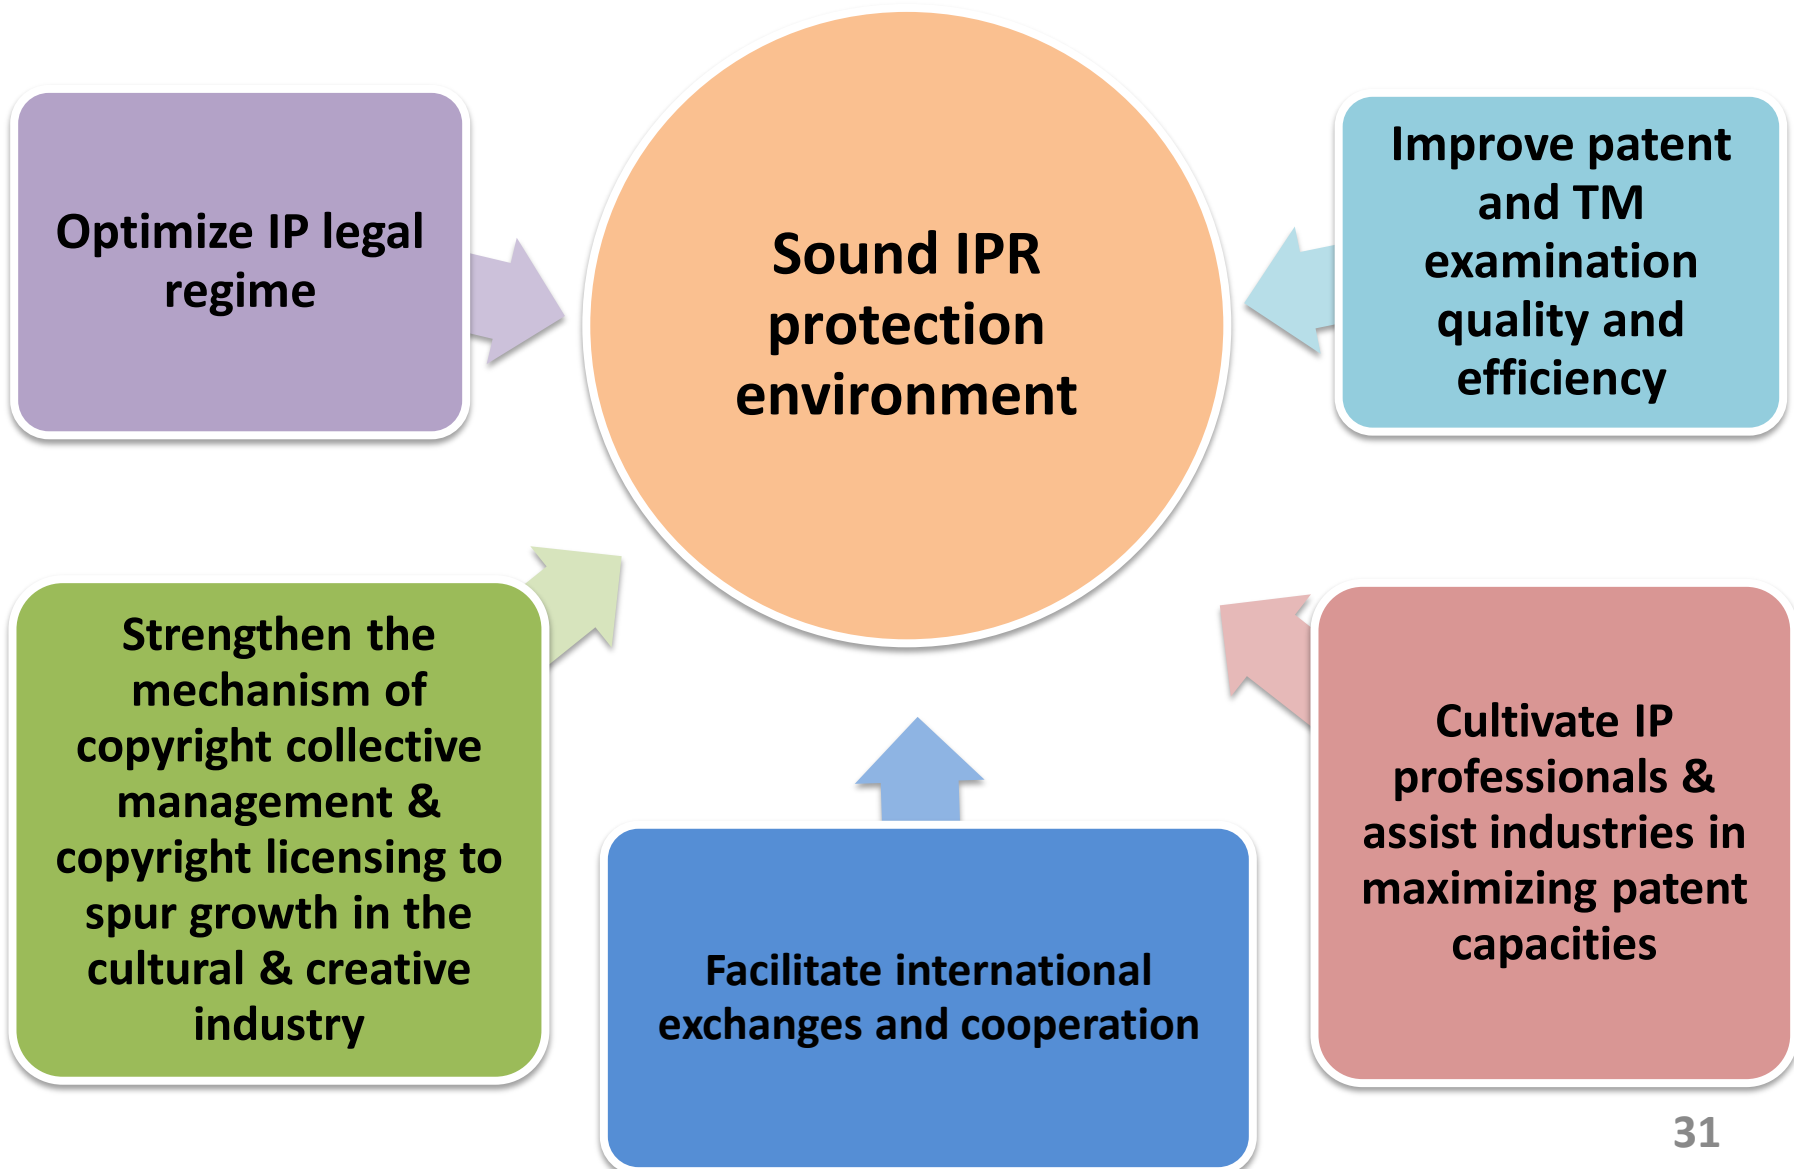 Optimize IP legal
regime
Sound IPR
protection
environment
Improve patent
and TM
examination
quality and
efficiency
Strengthen the
mechanism of
copyright collective
management &
copyright licensing to
spur growth in the
cultural & creative
industry
Facilitate international
exchanges and cooperation
Cultivate IP
professionals &
assist industries in
maximizing patent
capacities
31